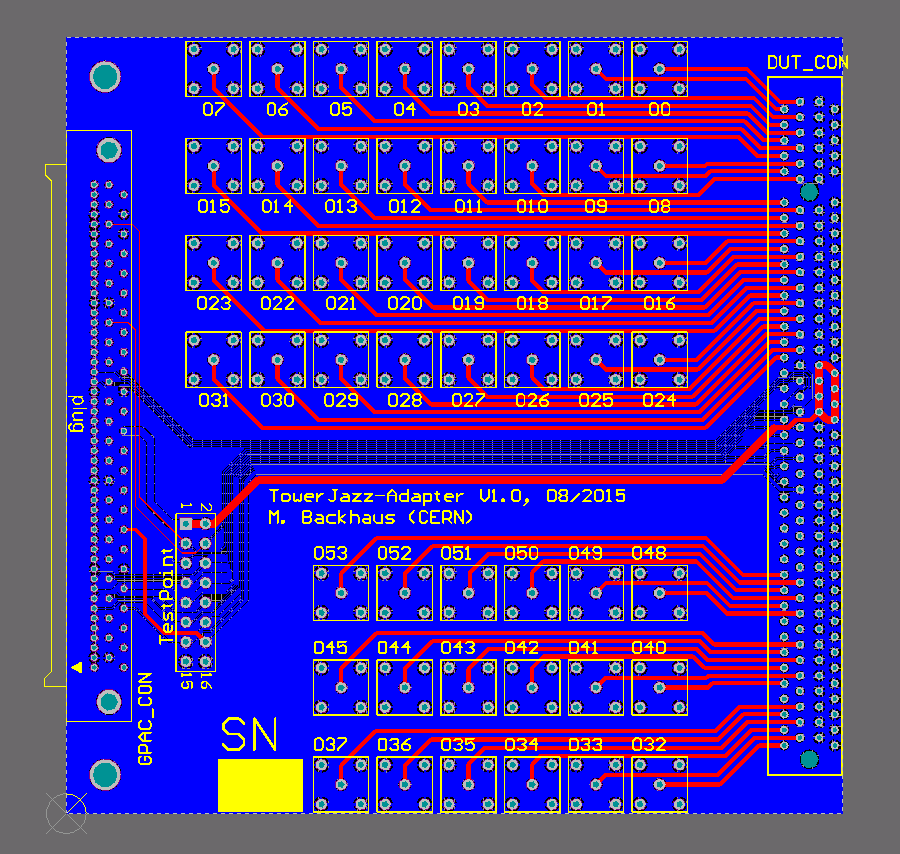 DUT_CON
07 06 05 04 03 02 01 00
015 014 013 012 011 010 09 08
023 022 021 020 019 018 017 016
031 030 029 028 027 026 025 024
plug
TowerJazz-Adapter V1.0, 08/2015
M. Backhaus (CERN)
1 2
TestPoint
15 16
053 052 051 050 049 048
045 044 043 042 041 040
GPAC_CON
SN
037 036 035 034 033 032